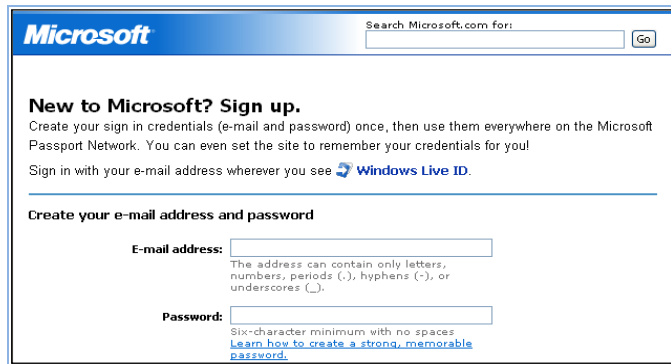 Microsoft
Search Microsoft.com for:
Go
New to Microsoft? Sign up.
Create your sign in credentials (e-mail and password) once, then use them everywhere on the Microsoft
Passport Network. You can even set the site to remember your credentials for you!
Sign in with your e-mail address wherever you see Windows Live ID.
Create your e-mail address and password
E-mail address:
The address can contain only letters,
numbers, periods (.), hyphens (-), or
underscores (_).
Password:
Six-character minimum with no spaces
Learn how to create a strong, memorable
password.